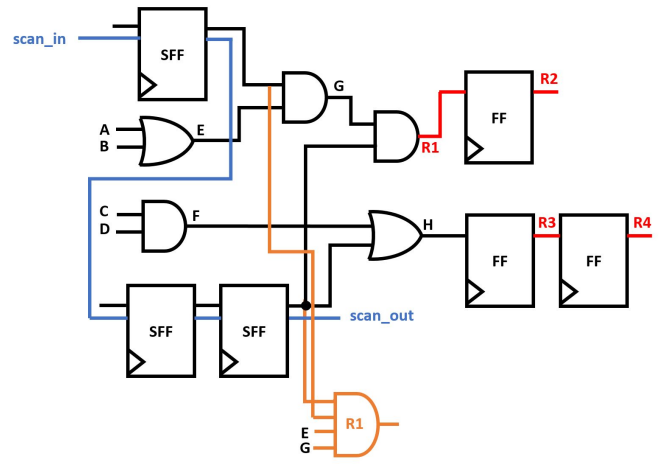 scan_in
SFF
A
B
E
G
R1
R2
FF
C
D
F
H
FF
R3
FF
R4
SFF
SFF
scan_out
R1
E
G